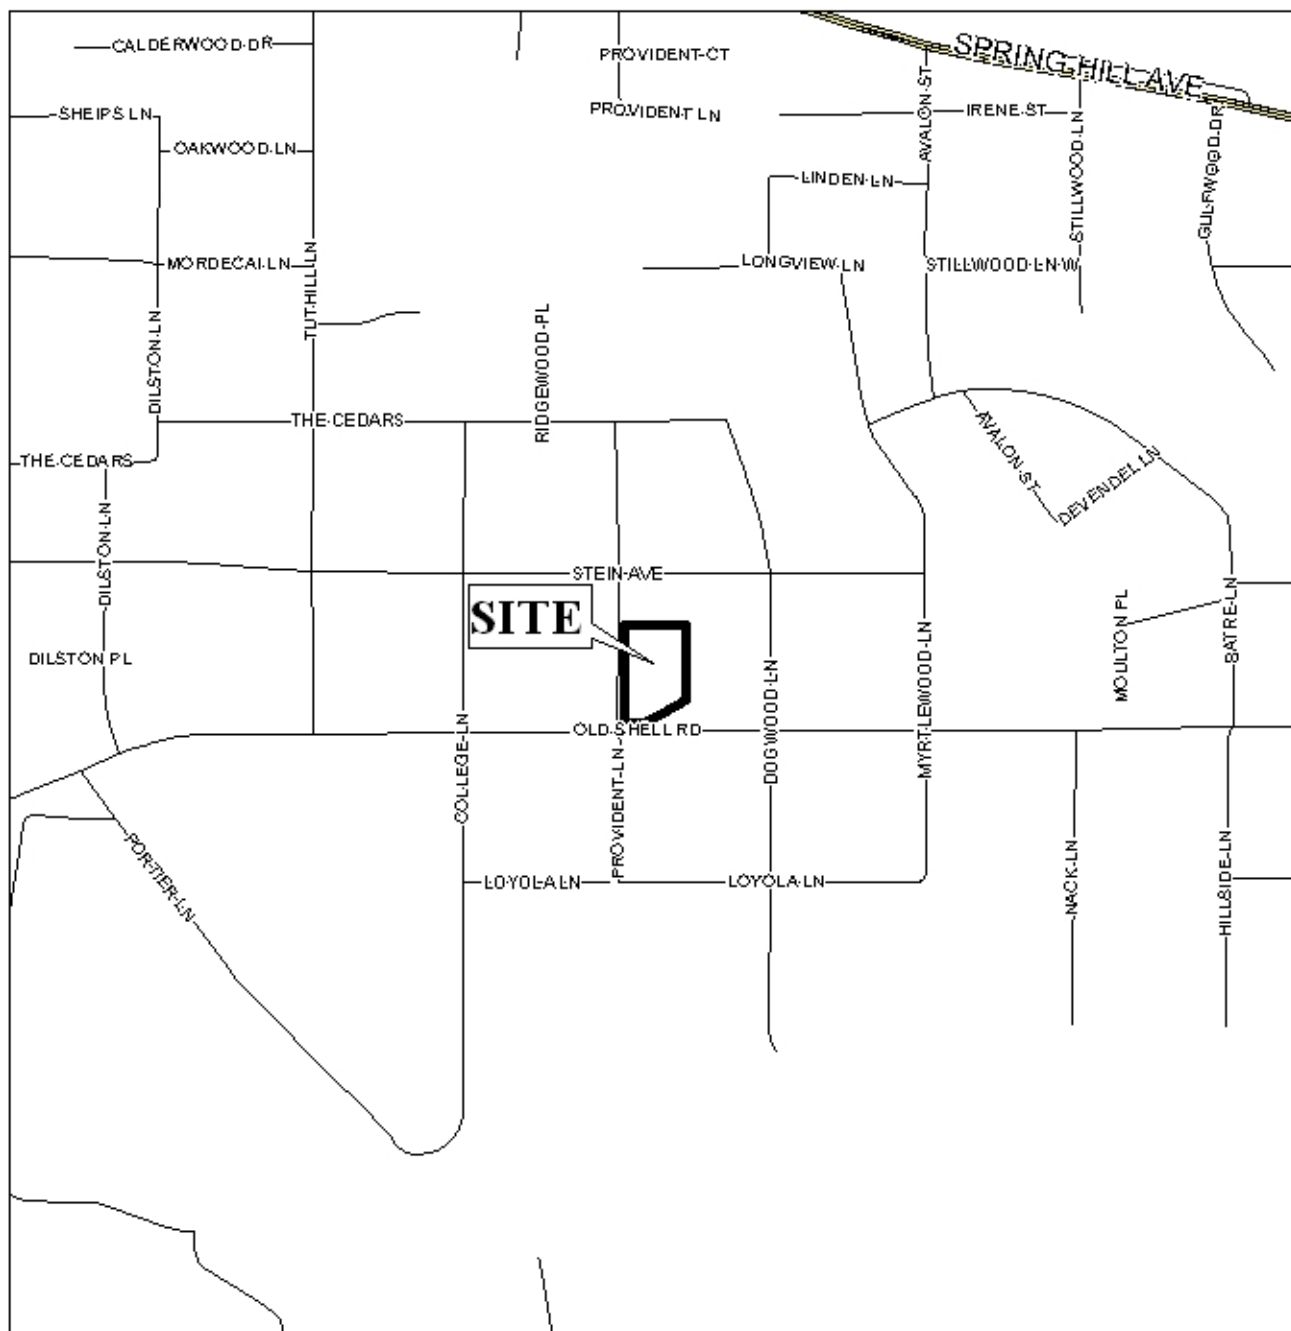 CALDERWOOD DR
PROVIDENT CT
SPRING HILL AVE
SHEIPS LN
PROVIDENT LN
IRENE ST
AVALON ST
STILLWOOD LN
GULFWOOD DR
OAKWOOD LN
LINDEN LN
MORDECAI LN
TUTHILL LN
LONGVIEW LN
STILLWOOD LN W
DILSTON LN
RIDGEWOOD PL
THE CEDARS
THE CEDARS
AVALON ST
DEVENDEL LN
DILSTON LN
STEIN AVE
SITE
DILSTON PL
MOULTON PL
BATRE LN
OLD SHELL RD
COLLEGE LN
PROVIDENT LN
DOGWOOD LN
MYRTLEWOOD LN
PORTIER LN
LOYOLA LN
LOYOLA LN
NACK LN
HILLSIDE LN